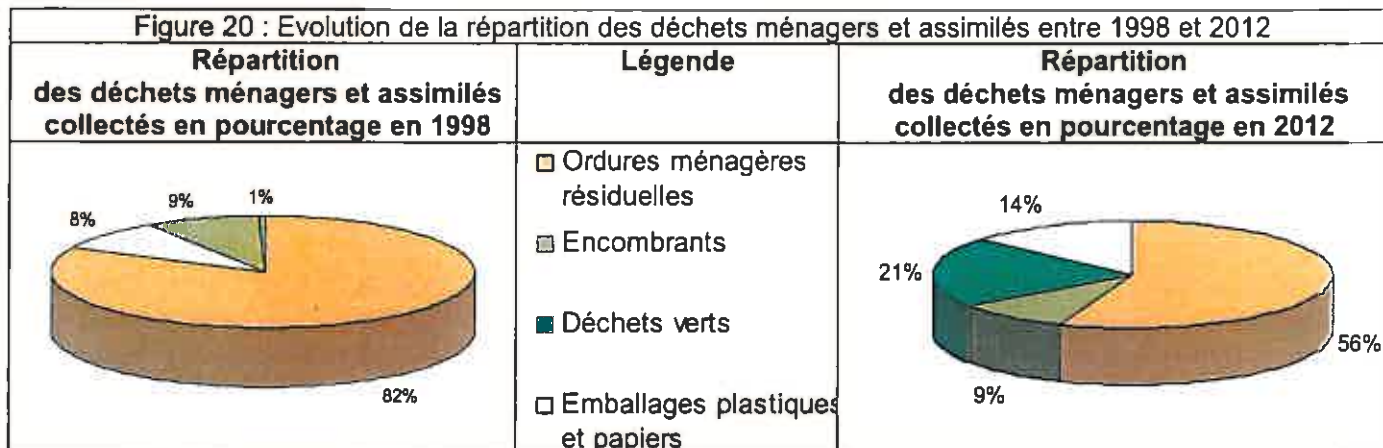 Figure 20 : Evolution de la répartition des déchets ménagers et assimilés entre 1998 et 2012
Répartition
des déchets ménagers et assimilés
collectés en pourcentage en 1998
Légende
Répartition
des déchets ménagers et assimilés
collectés en pourcentage en 2012
8%
9%
1%
82%
Ordures ménagères
résiduelles
Encombrants
Déchets verts
Emballages plastiques
et papiers
14%
21%
9%
56%